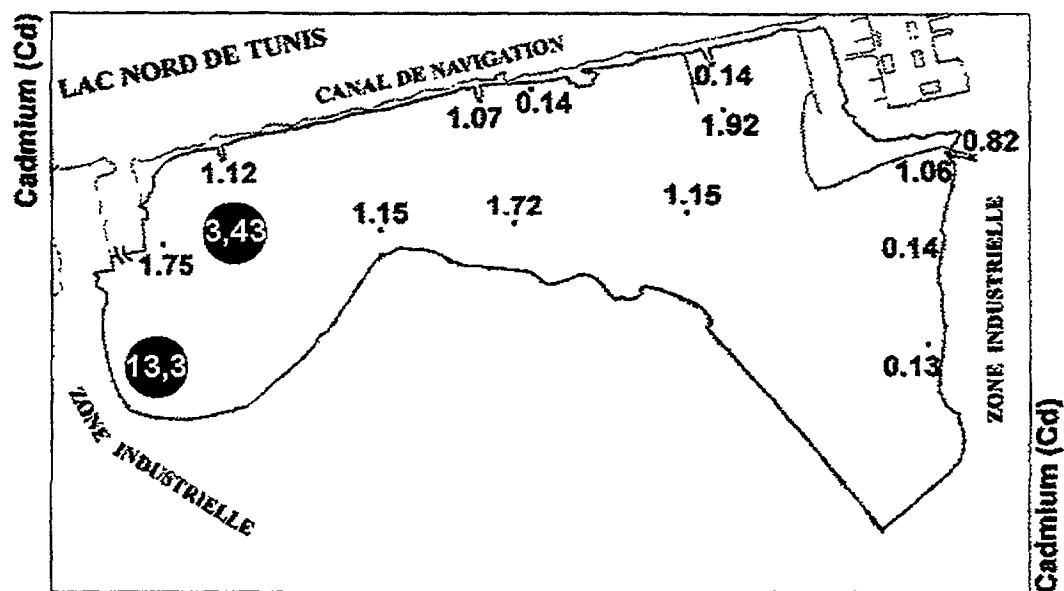 Cadmium (Cd)
LAC NORD DE TUNIS
CANAL DE NAVIGATION
0.14
1.07
0.14
1.92
0.82
1.12
1.06
3,43
1.15
1.72
1.15
0.14
1.75
13,3
0.13
ZONE INDUSTRIELLE
ZONE INDUSTRIELLE
Cadmium (Cd)